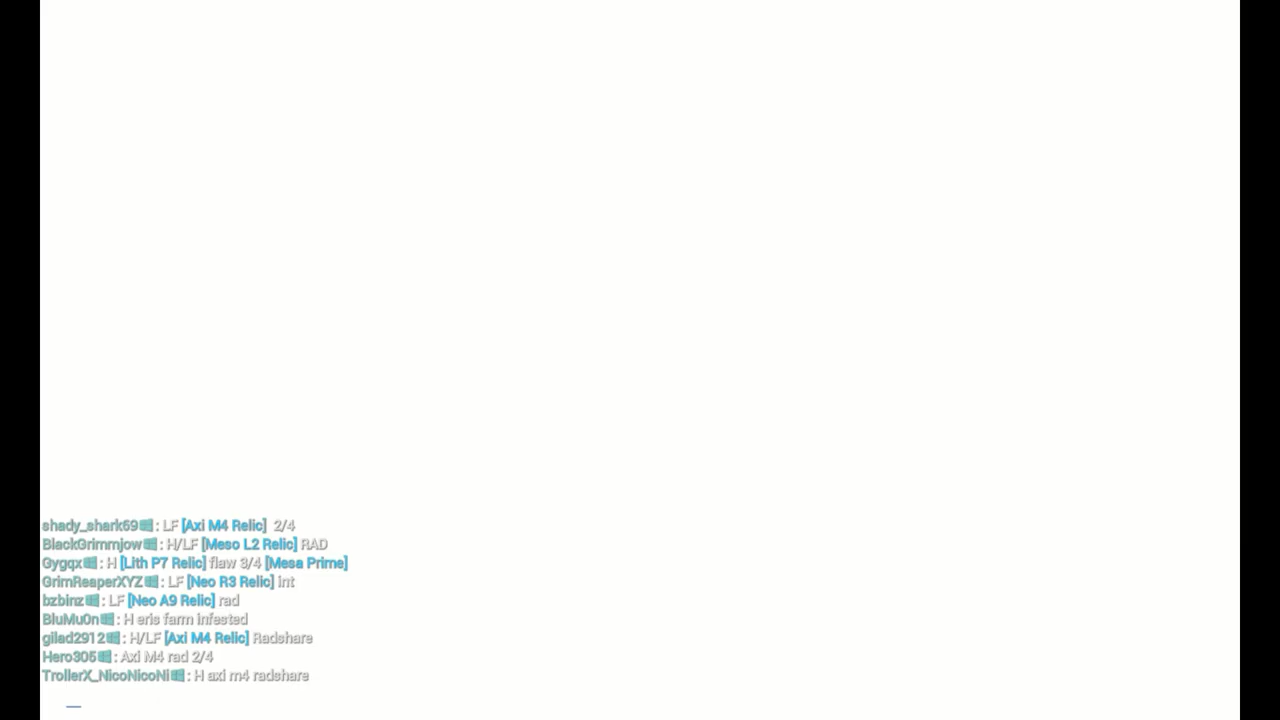 shady_shark69: LF [Axi M4 Relic] 2/4
BlackGrimmjow: H/LF [Meso L2 Relic] RAD
Gygqx: H [Lith P7 Relic] flaw 3/4 [Mesa Prime]
GrimReaperXYZ: LF [Neo R3 Relic] int
bzbinz: LF [Neo A9 Relic] rad
BluMu0n: H eris farm infested
gilad2912: H/LF [Axi M4 Relic] Radshare
Hero305: Axi M4 rad 2/4
TrollerX_NicoNicoNi: H axi m4 radshare